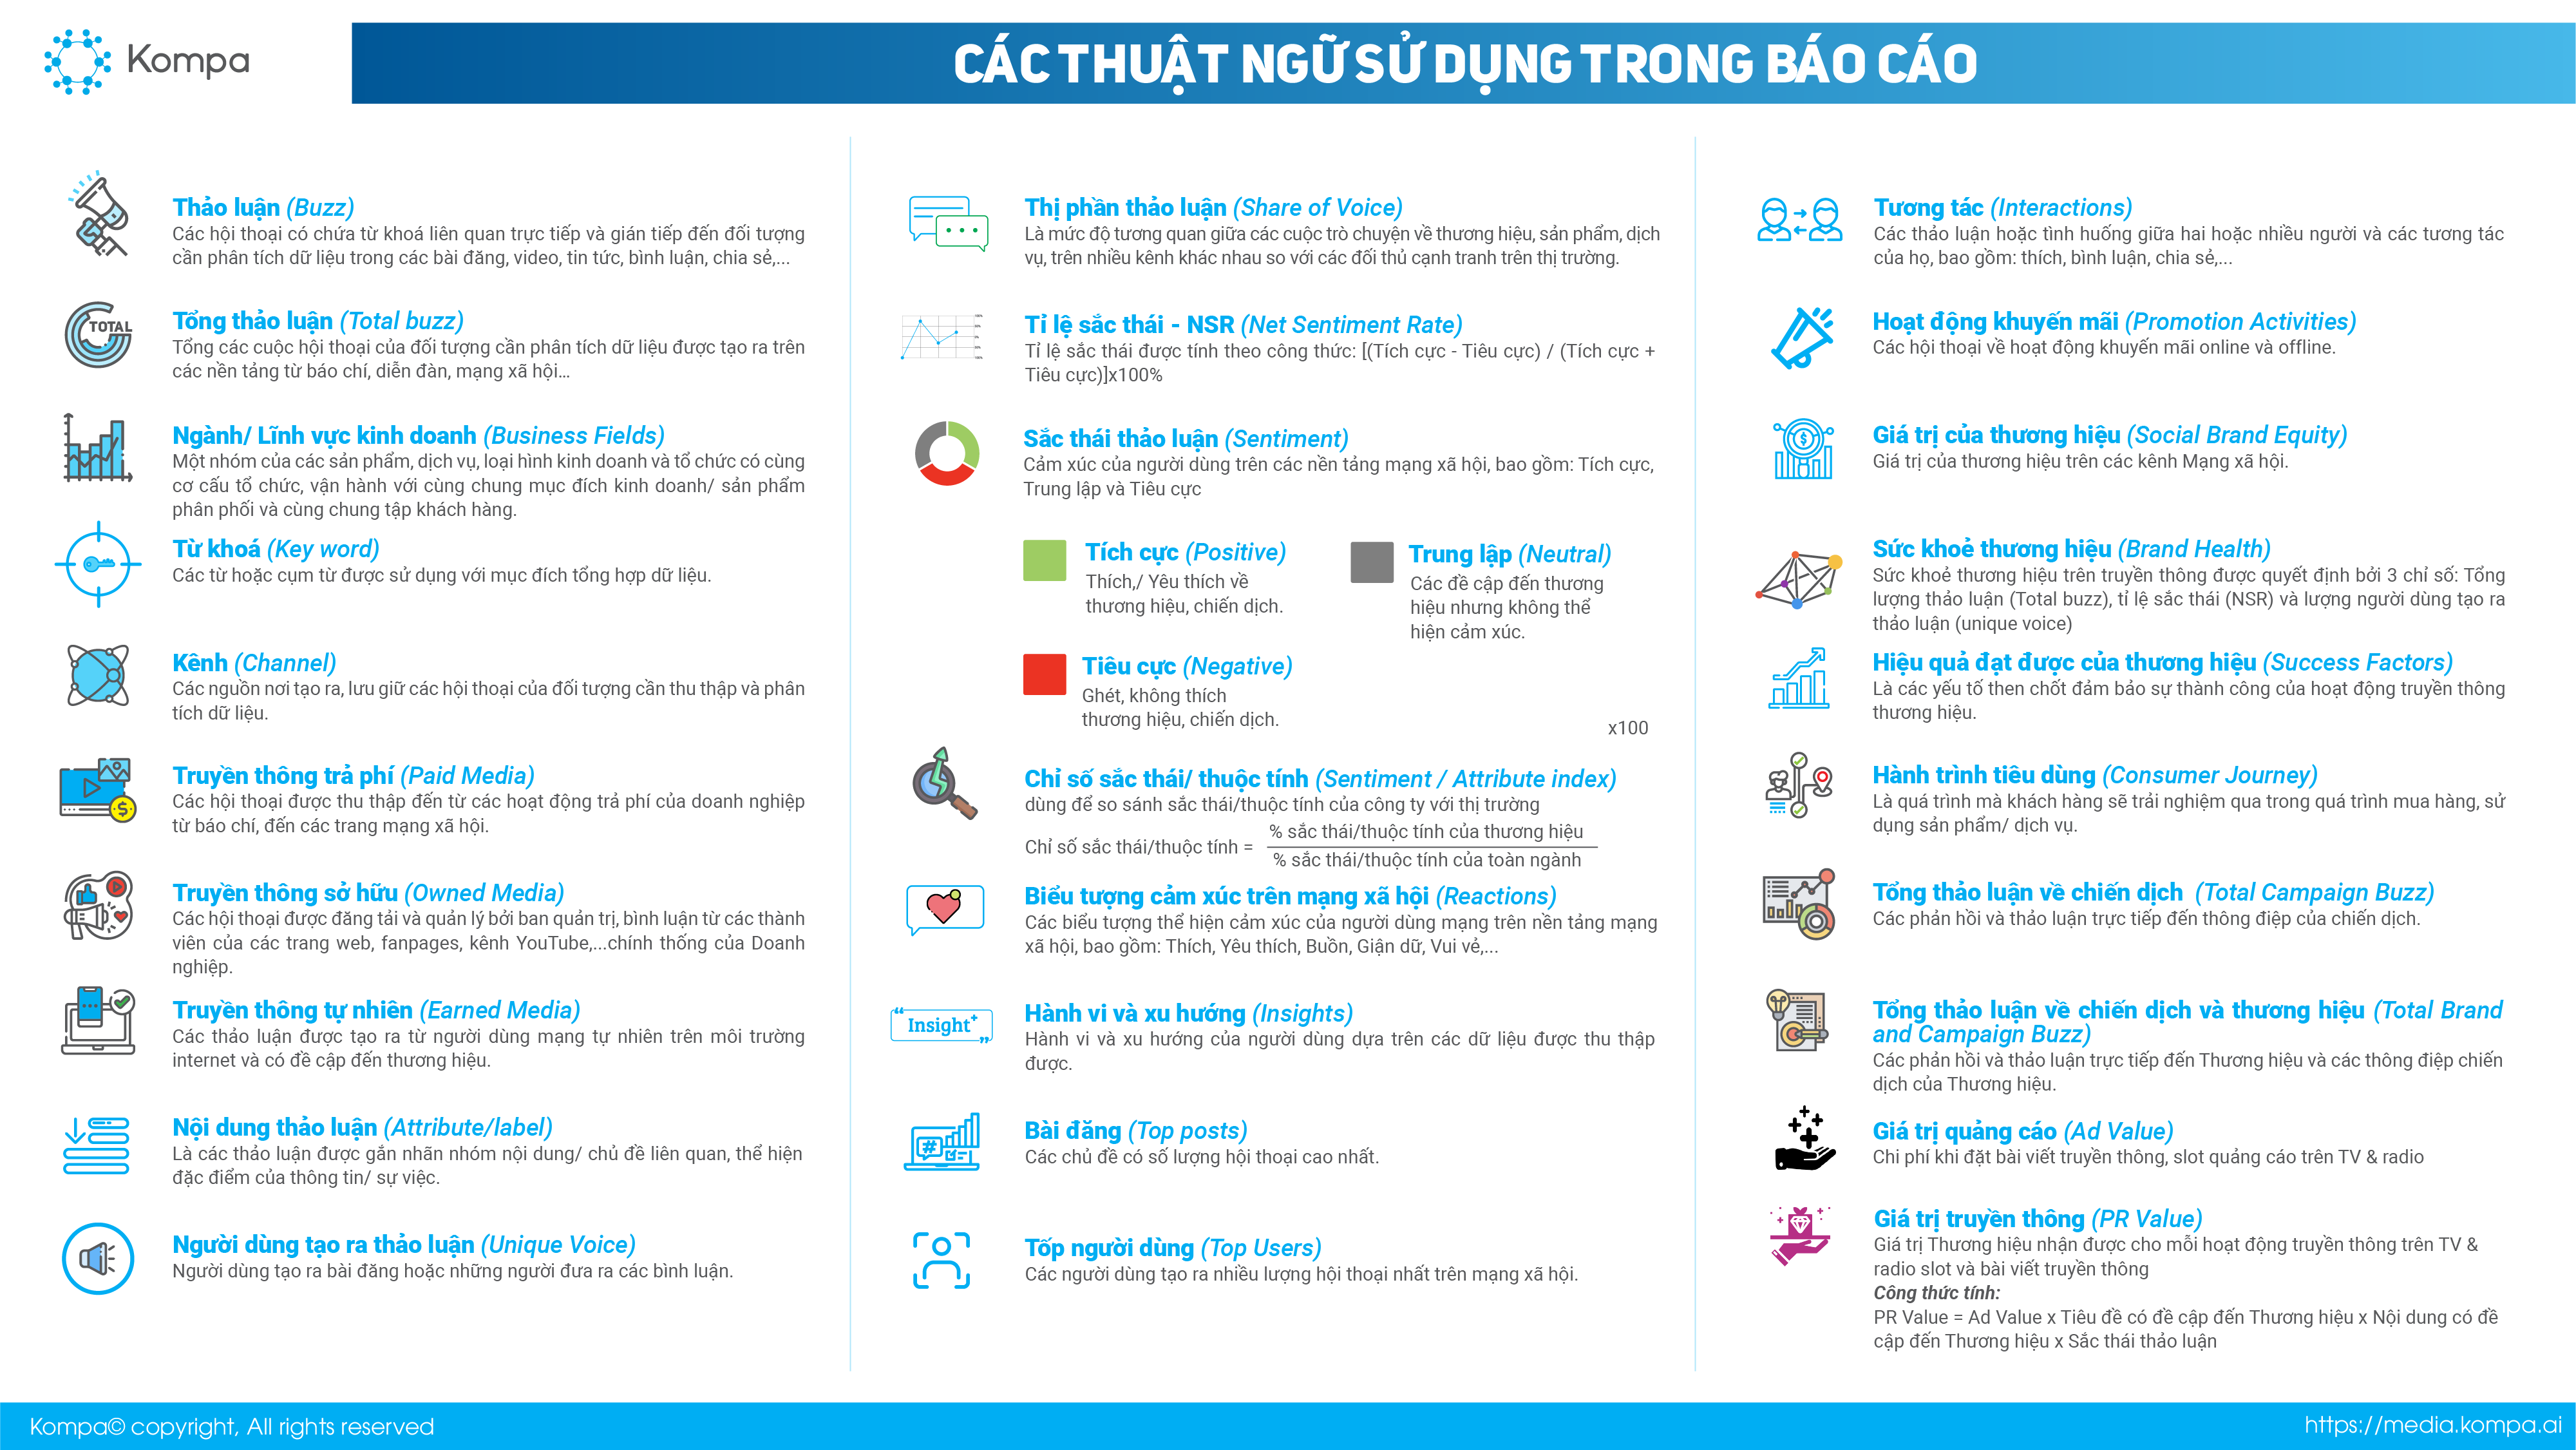 Kompa
CÁC THUẬT NGỮ SỬ DỤNG TRONG BÁO CÁO
Thảo luận (Buzz)
Các hội thoại có chứa từ khoá liên quan trực tiếp và gián tiếp đến đối tượng
cần phân tích dữ liệu trong các bài đăng, video, tin tức, bình luận, chia sẻ,...
TOTAL
Tổng thảo luận (Total buzz)
Tổng các cuộc hội thoại của đối tượng cần phân tích dữ liệu được tạo ra trên
các nền tảng từ báo chí, diễn đàn, mạng xã hội...
Ngành/ Lĩnh vực kinh doanh (Business Fields)
Một nhóm của các sản phẩm, dịch vụ, loại hình kinh doanh và tổ chức có cùng
cơ cấu tổ chức, vận hành với cùng chung mục đích kinh doanh/ sản phẩm
phân phối và cùng chung tập khách hàng.
Từ khoá (Key word)
Các từ hoặc cụm từ được sử dụng với mục đích tổng hợp dữ liệu.
Kênh (Channel)
Các nguồn nơi tạo ra, lưu giữ các hội thoại của đối tượng cần thu thập và phân
tích dữ liệu.
Truyền thông trả phí (Paid Media)
Các hội thoại được thu thập đến từ các hoạt động trả phí của doanh nghiệp
từ báo chí, đến các trang mạng xã hội.
Truyền thông sở hữu (Owned Media)
Các hội thoại được đăng tải và quản lý bởi ban quản trị, bình luận từ các thành
viên của các trang web, fanpages, kênh YouTube,...chính thống của Doanh
nghiệp.
Truyền thông tự nhiên (Earned Media)
Các thảo luận được tạo ra từ người dùng mạng tự nhiên trên môi trường
internet và có đề cập đến thương hiệu.
Nội dung thảo luận (Attribute/label)
Là các thảo luận được gắn nhãn nhóm nội dung/ chủ đề liên quan, thể hiện
đặc điểm của thông tin/ sự việc.
Người dùng tạo ra thảo luận (Unique Voice)
Người dùng tạo ra bài đăng hoặc những người đưa ra các bình luận.
Thị phần thảo luận (Share of Voice)
Là mức độ tương quan giữa các cuộc trò chuyện về thương hiệu, sản phẩm, dịch
vụ, trên nhiều kênh khác nhau so với các đối thủ cạnh tranh trên thị trường.
Tỉ lệ sắc thái - NSR (Net Sentiment Rate)
Tỉ lệ sắc thái được tính theo công thức: [(Tích cực - Tiêu cực) / (Tích cực +
Tiêu cực)]x100%
Sắc thái thảo luận (Sentiment)
Cảm xúc của người dùng trên các nền tảng mạng xã hội, bao gồm: Tích cực,
Trung lập và Tiêu cực
Tích cực (Positive)
Thích,/ Yêu thích về
thương hiệu, chiến dịch.
Trung lập (Neutral)
Các đề cập đến thương
hiệu nhưng không thể
hiện cảm xúc.
Tiêu cực (Negative)
Ghét, không thích
thương hiệu, chiến dịch.
x100
Chỉ số sắc thái/ thuộc tính (Sentiment / Attribute index)
dùng để so sánh sắc thái/thuộc tính của công ty với thị trường
% sắc thái/thuộc tính của thương hiệu
Chỉ số sắc thái/thuộc tính =
% sắc thái/thuộc tính của toàn ngành
Biểu tượng cảm xúc trên mạng xã hội (Reactions)
Các biểu tượng thể hiện cảm xúc của người dùng mạng trên nền tảng mạng
xã hội, bao gồm: Thích, Yêu thích, Buồn, Giận dữ, Vui vẻ,...
“Insight+”
Hành vi và xu hướng (Insights)
Hành vi và xu hướng của người dùng dựa trên các dữ liệu được thu thập
được.
#
Bài đăng (Top posts)
Các chủ đề có số lượng hội thoại cao nhất.
Tốp người dùng (Top Users)
Các người dùng tạo ra nhiều lượng hội thoại nhất trên mạng xã hội.
Tương tác (Interactions)
Các thảo luận hoặc tình huống giữa hai hoặc nhiều người và các tương tác
của họ, bao gồm: thích, bình luận, chia sẻ,...
Hoạt động khuyến mãi (Promotion Activities)
Các hội thoại về hoạt động khuyến mãi online và offline.
Giá trị của thương hiệu (Social Brand Equity)
Giá trị của thương hiệu trên các kênh Mạng xã hội.
Sức khoẻ thương hiệu (Brand Health)
Sức khoẻ thương hiệu trên truyền thông được quyết định bởi 3 chỉ số: Tổng
lượng thảo luận (Total buzz), tỉ lệ sắc thái (NSR) và lượng người dùng tạo ra
thảo luận (unique voice)
Hiệu quả đạt được của thương hiệu (Success Factors)
Là các yếu tố then chốt đảm bảo sự thành công của hoạt động truyền thông
thương hiệu.
Hành trình tiêu dùng (Consumer Journey)
Là quá trình mà khách hàng sẽ trải nghiệm qua trong quá trình mua hàng, sử
dụng sản phẩm/ dịch vụ.
Tổng thảo luận về chiến dịch (Total Campaign Buzz)
Các phản hồi và thảo luận trực tiếp đến thông điệp của chiến dịch.
Tổng thảo luận về chiến dịch và thương hiệu (Total Brand
and Campaign Buzz)
Các phản hồi và thảo luận trực tiếp đến Thương hiệu và các thông điệp chiến
dịch của Thương hiệu.
Giá trị quảng cáo (Ad Value)
Chi phí khi đặt bài viết truyền thông, slot quảng cáo trên TV & radio
Giá trị truyền thông (PR Value)
Giá trị Thương hiệu nhận được cho mỗi hoạt động truyền thông trên TV &
radio slot và bài viết truyền thông
Công thức tính:
PR Value = Ad Value x Tiêu đề có đề cập đến Thương hiệu x Nội dung có đề
cập đến Thương hiệu x Sắc thái thảo luận
Kompa© copyright, All rights reserved
https://media.kompa.ai